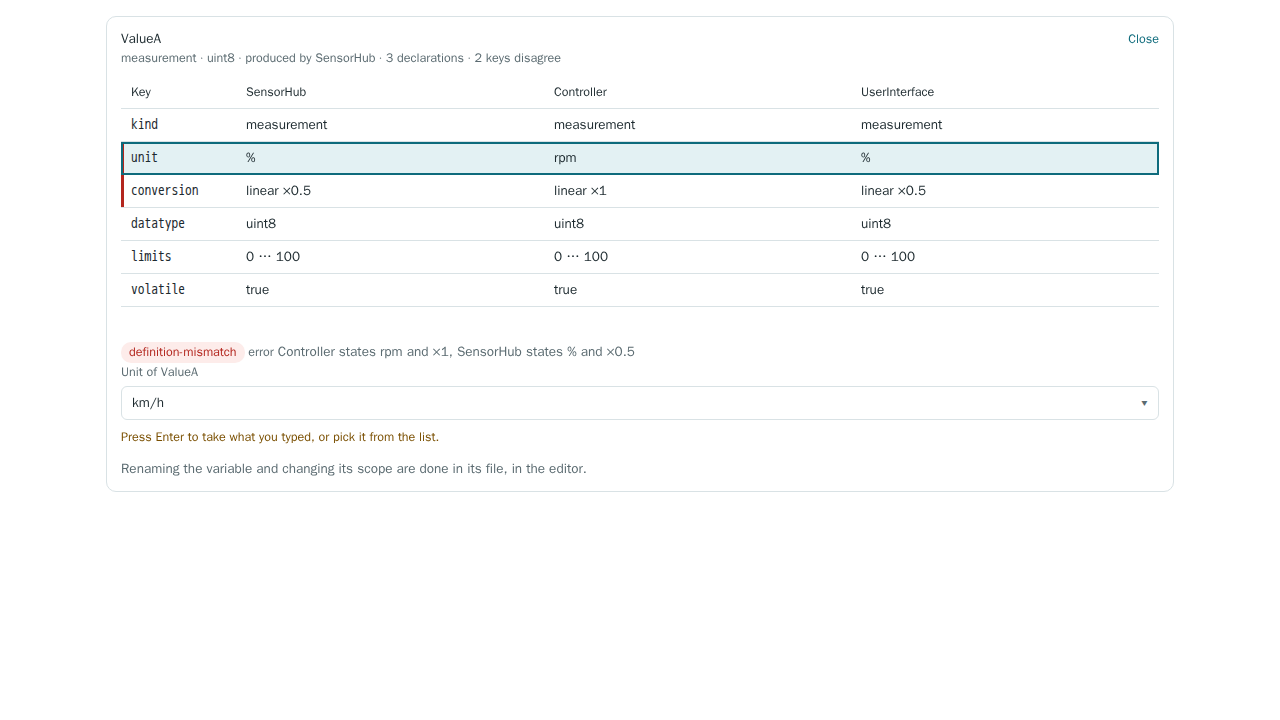 ValueA
Close
measurement · uint8 · produced by SensorHub · 3 declarations · 2 keys disagree
Key SensorHub Controller UserInterface
kind measurement measurement measurement
unit % rpm %
conversion linear ×0.5 linear ×1 linear ×0.5
datatype uint8 uint8 uint8
limits 0 ··· 100 0 ··· 100 0 ··· 100
volatile true true true
definition-mismatch error Controller states rpm and ×1, SensorHub states % and ×0.5
Unit of ValueA
km/h
Press Enter to take what you typed, or pick it from the list.
Renaming the variable and changing its scope are done in its file, in the editor.